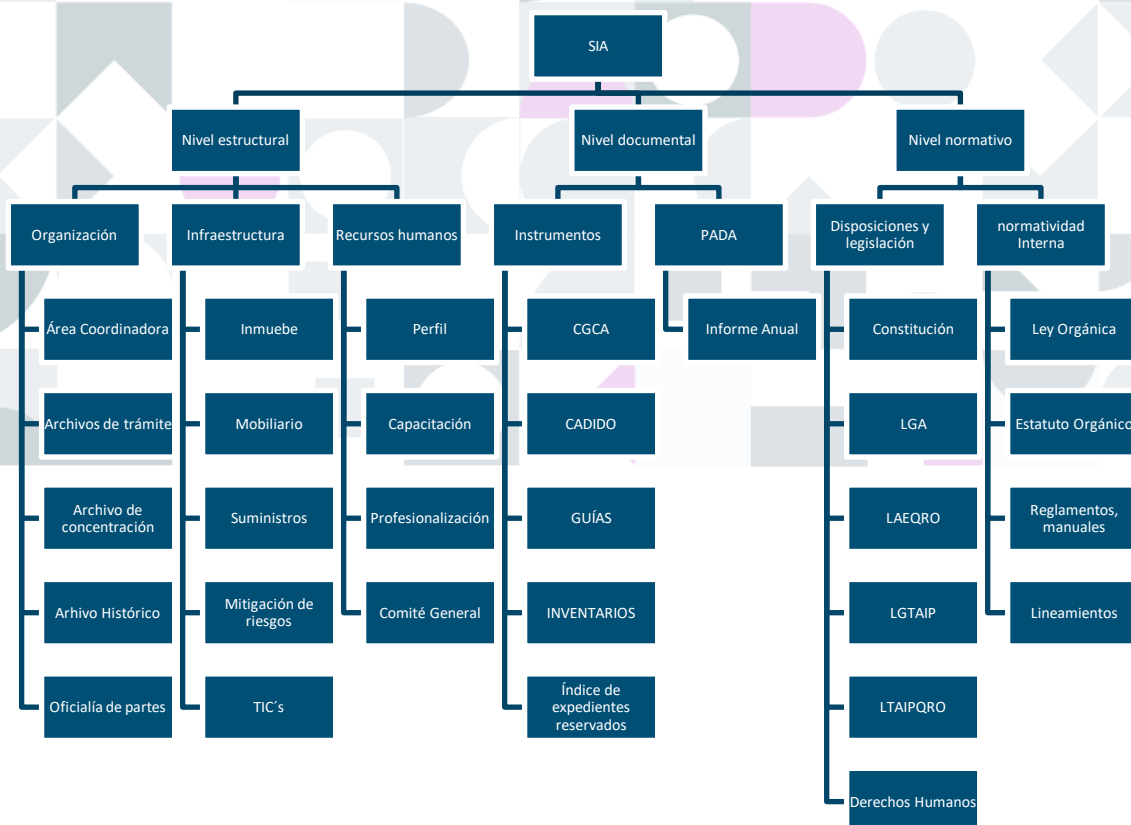 SIA
Nivel estructural
Nivel documental
Nivel normativo
Organización
Infraestructura
Recursos humanos
Instrumentos
PADA
Disposiciones y
legislación
normatividad
Interna
Área Coordinadora
Inmuebe
Perfil
CGCA
Informe Anual
Constitución
Ley Orgánica
Archivos de trámite
Mobiliario
Capacitación
CADIDO
LGA
Estatuto Orgánico
Archivo de
concentración
Suministros
Profesionalización
GUÍAS
LAEQRO
Reglamentos,
manuales
Arhivo Histórico
Mitigación de
riesgos
Comité General
INVENTARIOS
LGTAIP
Lineamientos
Oficialía de partes
TIC´s
Índice de
expedientes
reservados
LTAIPQRO
Derechos Humanos